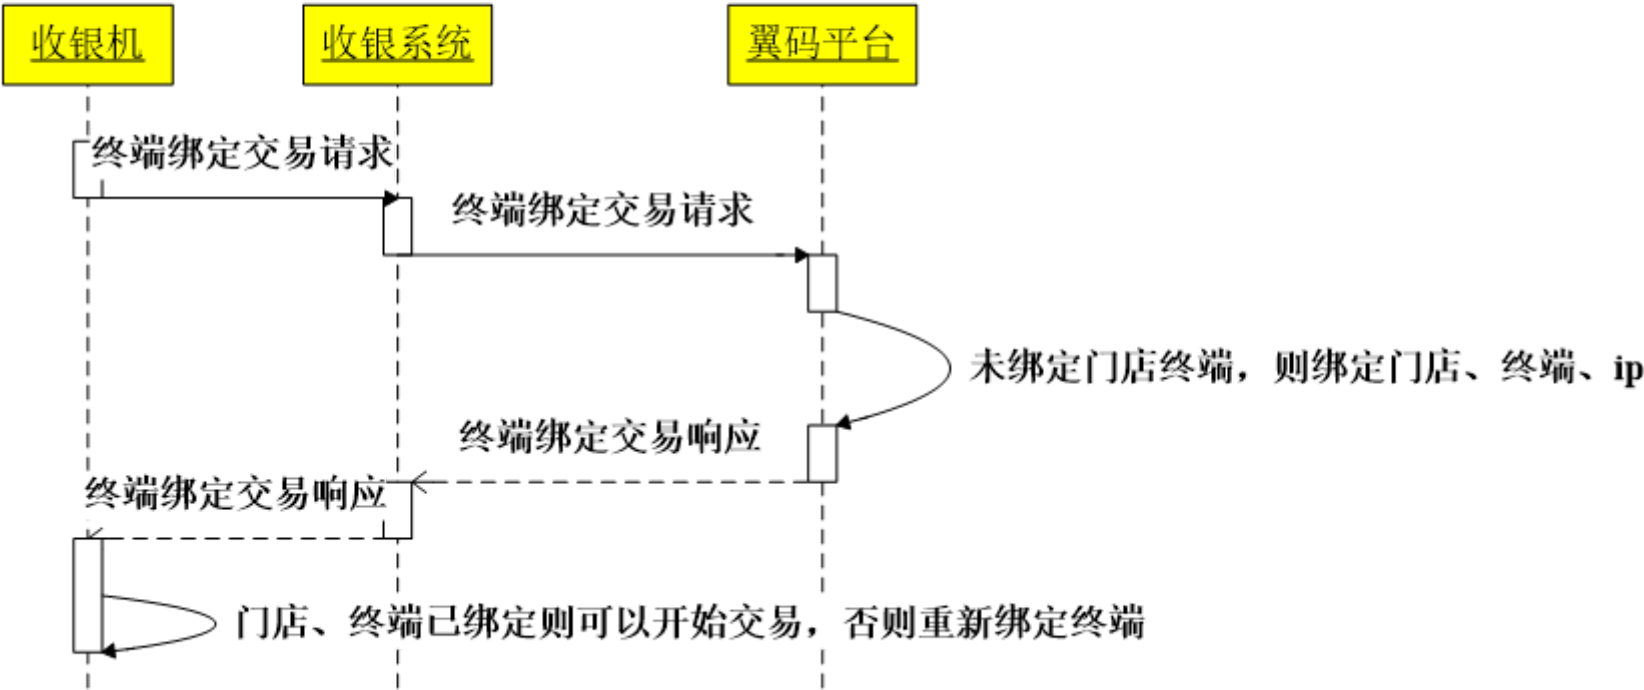 收银机
收银系统
翼码平台
终端绑定交易请求
终端绑定交易请求
未绑定门店终端，则绑定门店、终端、ip
终端绑定交易响应
终端绑定交易响应
门店、终端已绑定则可以开始交易，否则重新绑定终端